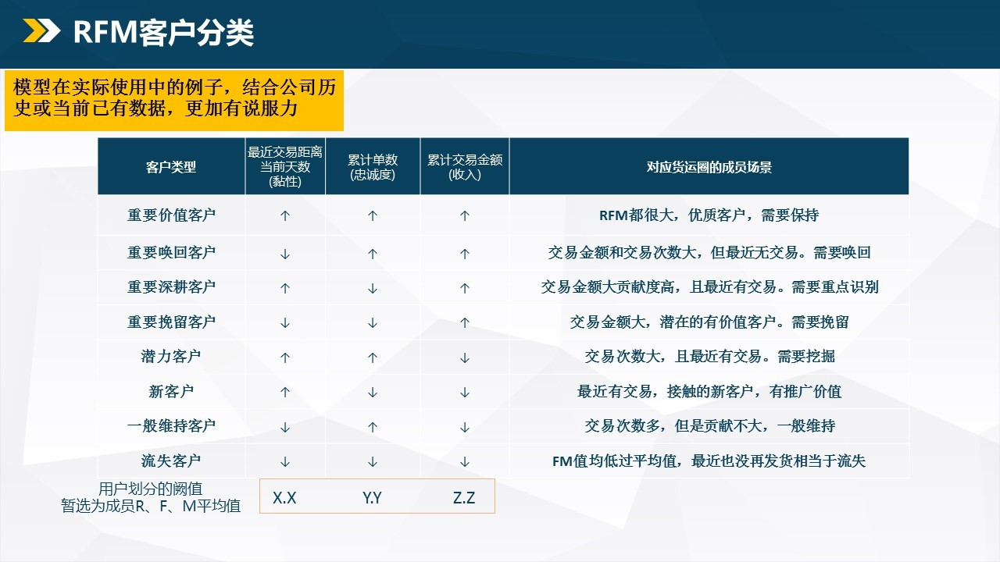 RFM客户分类
模型在实际使用中的例子，结合公司历
史或当前已有数据，更加有说服力
客户类型
最近交易距离
当前天数
(黏性)
累计单数
(忠诚度)
累计交易金额
(收入)
对应货运圈的成员场景
重要价值客户 ↑ ↑ ↑ RFM都很大，优质客户，需要保持
重要唤回客户 ↓ ↑ ↑ 交易金额和交易次数大，但最近无交易。需要唤回
重要深耕客户 ↑ ↓ ↑ 交易金额大贡献度高，且最近有交易。需要重点识别
重要挽留客户 ↓ ↓ ↑ 交易金额大，潜在的有价值客户。需要挽留
潜力客户 ↑ ↑ ↓ 交易次数大，且最近有交易。需要挖掘
新客户 ↑ ↓ ↓ 最近有交易，接触的新客户，有推广价值
一般维持客户 ↓ ↑ ↓ 交易次数多，但是贡献不大，一般维持
流失客户 ↓ ↓ ↓ FM值均低过平均值，最近也没再发货相当于流失
用户划分的阙值
暂选为成员R、F、M平均值
X.X Y.Y Z.Z